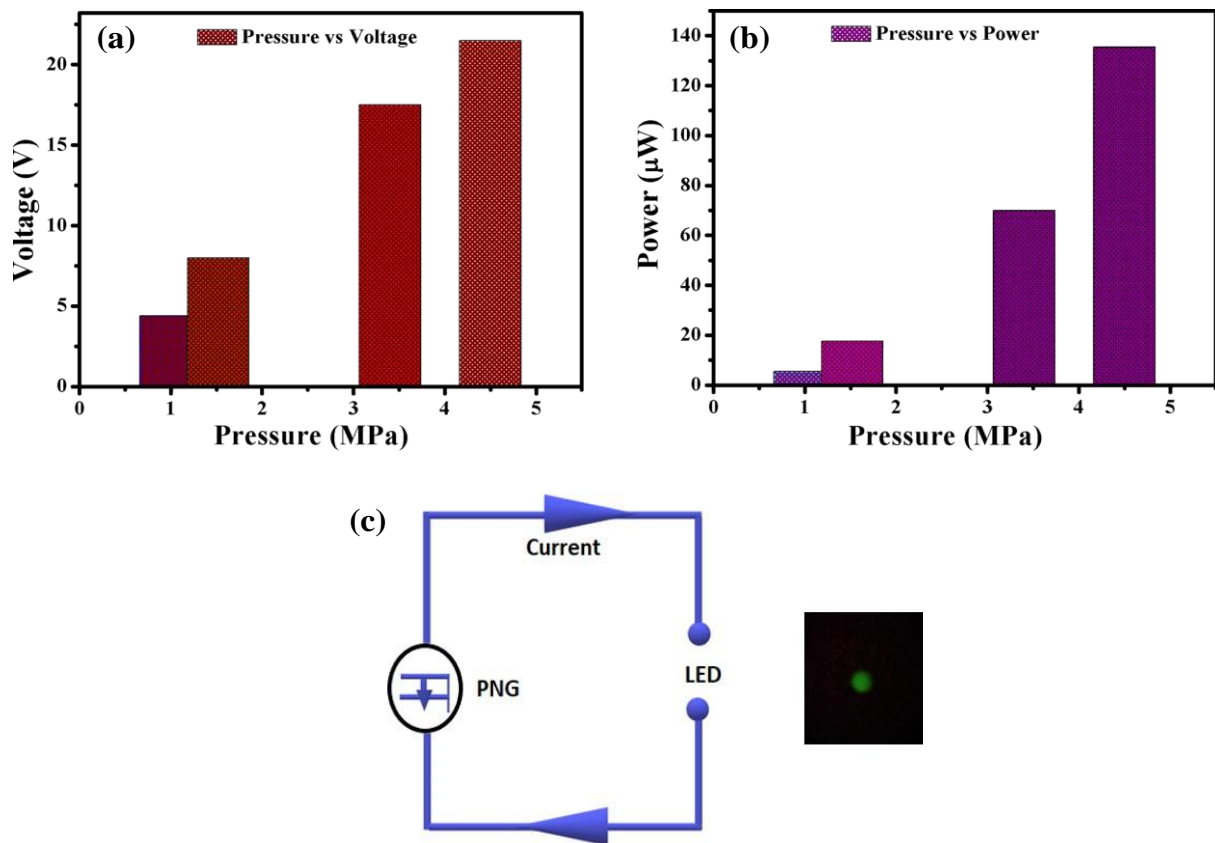 (a)
Pressure vs Voltage
20
15
10
5
0
Voltage (V)
0 1 2 3 4 5
Pressure (MPa)
(b)
Pressure vs Power
140
120
100
80
60
40
20
0
Power (μW)
0 1 2 3 4 5
Pressure (MPa)
(c)
Current
PNG
LED